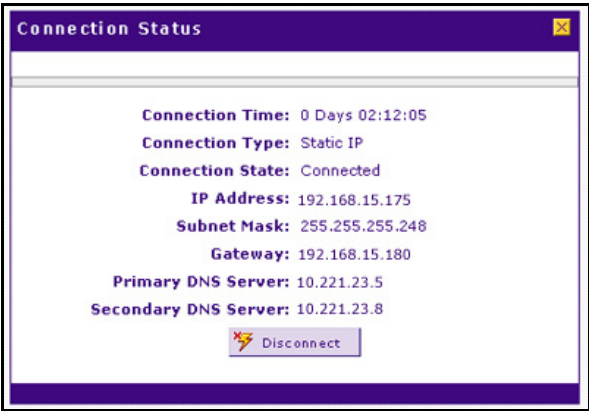 Connection Status
Connection Time: 0 Days 02:12:05
Connection Type: Static IP
Connection State: Connected
IP Address: 192.168.15.175
Subnet Mask: 255.255.255.248
Gateway: 192.168.15.180
Primary DNS Server: 10.221.23.5
Secondary DNS Server: 10.221.23.8
Disconnect